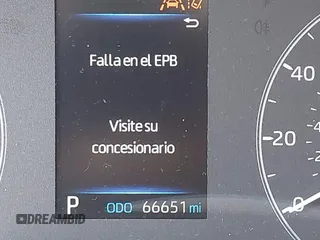 Falla en el EPB
Visite su
concesionario
P ODO 66651 mi
40
20
0
DREAMBID